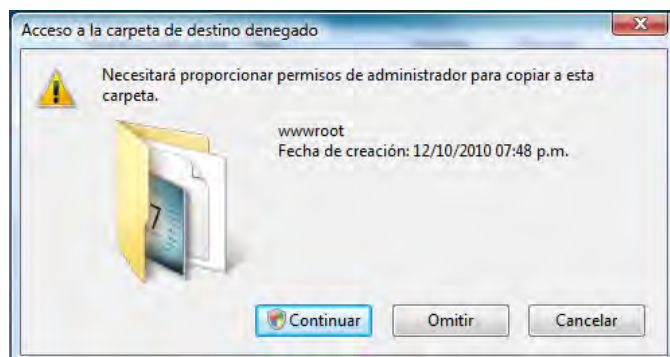 Acceso a la carpeta de destino denegado
Necesitará proporcionar permisos de administrador para copiar a esta
carpeta.
wwwroot
Fecha de creación: 12/10/2010 07:48 p.m.
7
Continuar
Omitir
Cancelar